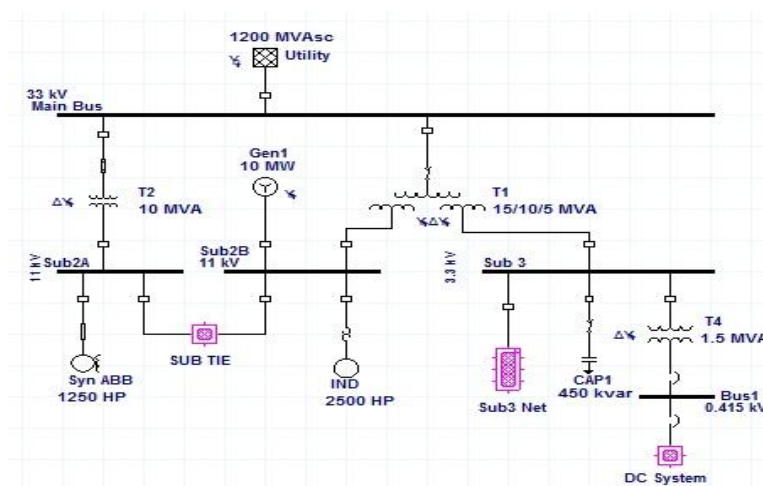 1200 MVAsc
Utility
33 kV
Main Bus
Gen1
10 MW
T2
10 MVA
T1
15/10/5 MVA
Sub2A
11 kV
Sub2B
11 kV
3.3 kV
Sub 3
T4
1.5 MVA
Syn ABB
1250 HP
SUB TIE
IND
2500 HP
Sub3 Net
CAP1
450 kvar
Bus1
0.415 kV
DC System